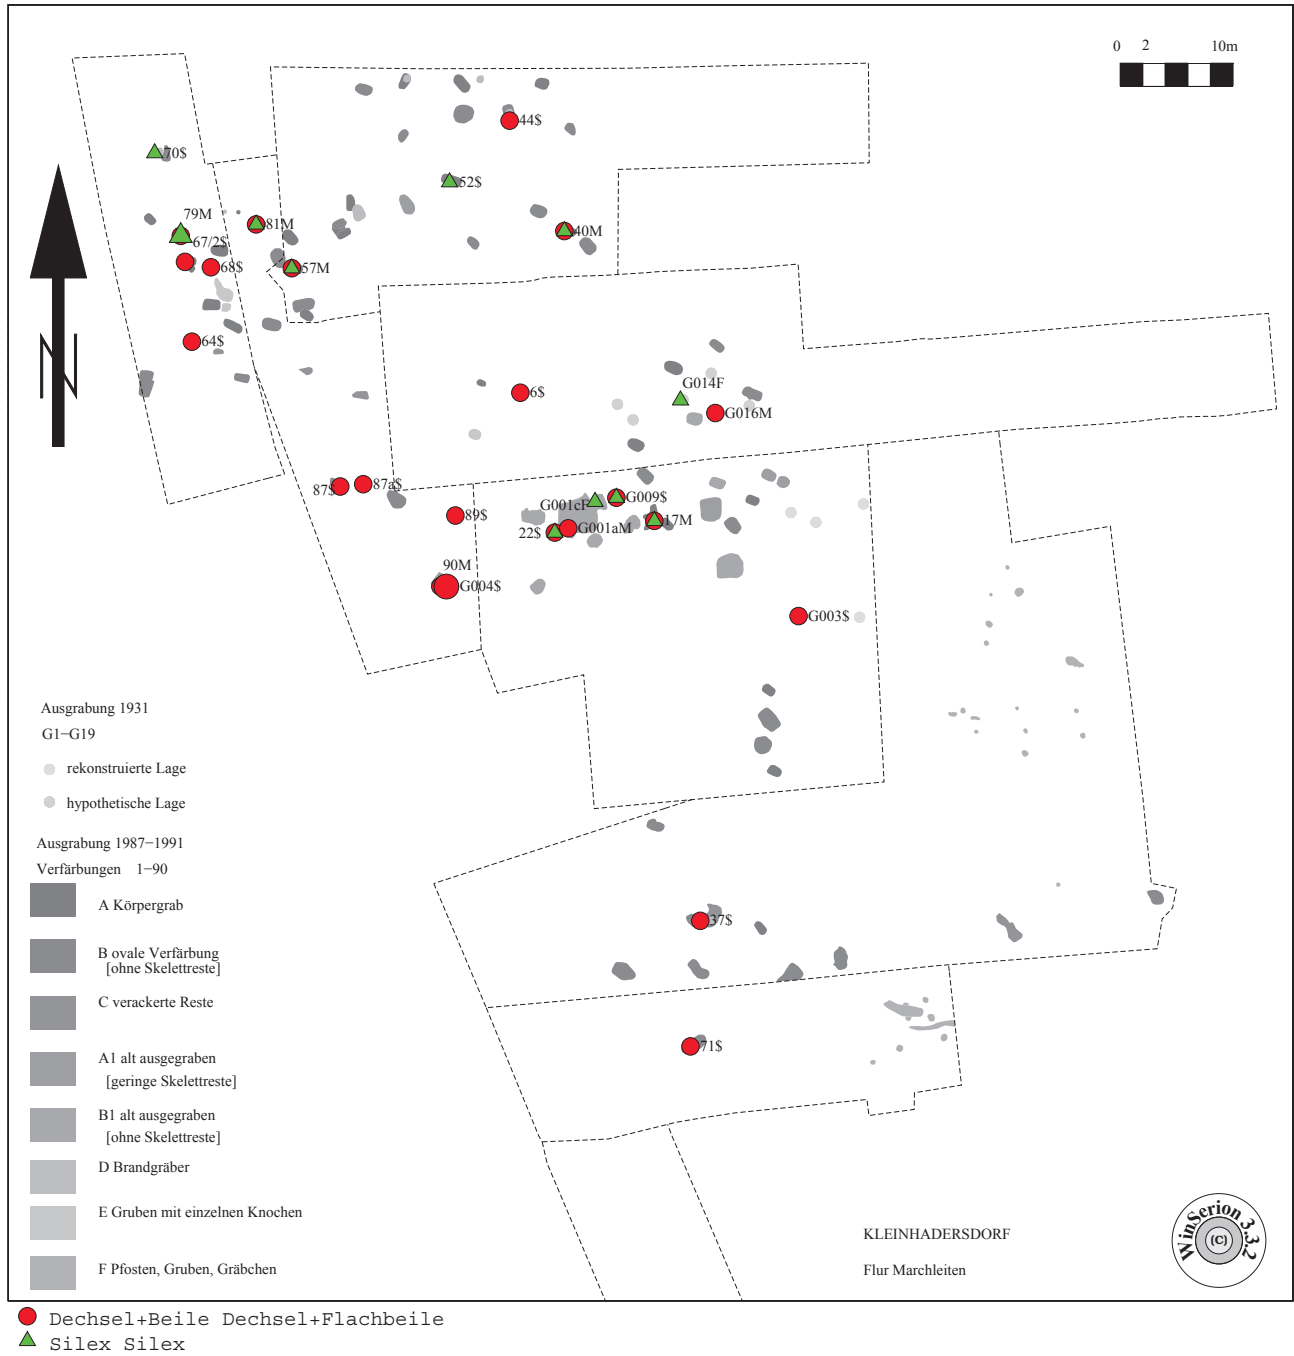 0 2 10m
44$
70$
52$
79M
81M
40M
67/2$
68$
57M
64$
N
G014F
6$
G016M
87$
87a$
G009$
G001cF
89$
17M
22$
G001aM
90M
G004$
G003$
Ausgrabung 1931
G1−G19
rekonstruierte Lage
hypothetische Lage
Ausgrabung 1987−1991
Verfärbungen 1−90
A Körpergrab
37$
B ovale Verfärbung
[ohne Skelettreste]
C verackerte Reste
71$
A1 alt ausgegraben
[geringe Skelettreste]
B1 alt ausgegraben
[ohne Skelettreste]
D Brandgräber
E Gruben mit einzelnen Knochen
F Pfosten, Gruben, Gräbchen
KLEINHADERSDORF
Flur Marchleiten
WinSerion 3.3.2
(C)
Dechsel+Beile Dechsel+Flachbeile
Silex Silex